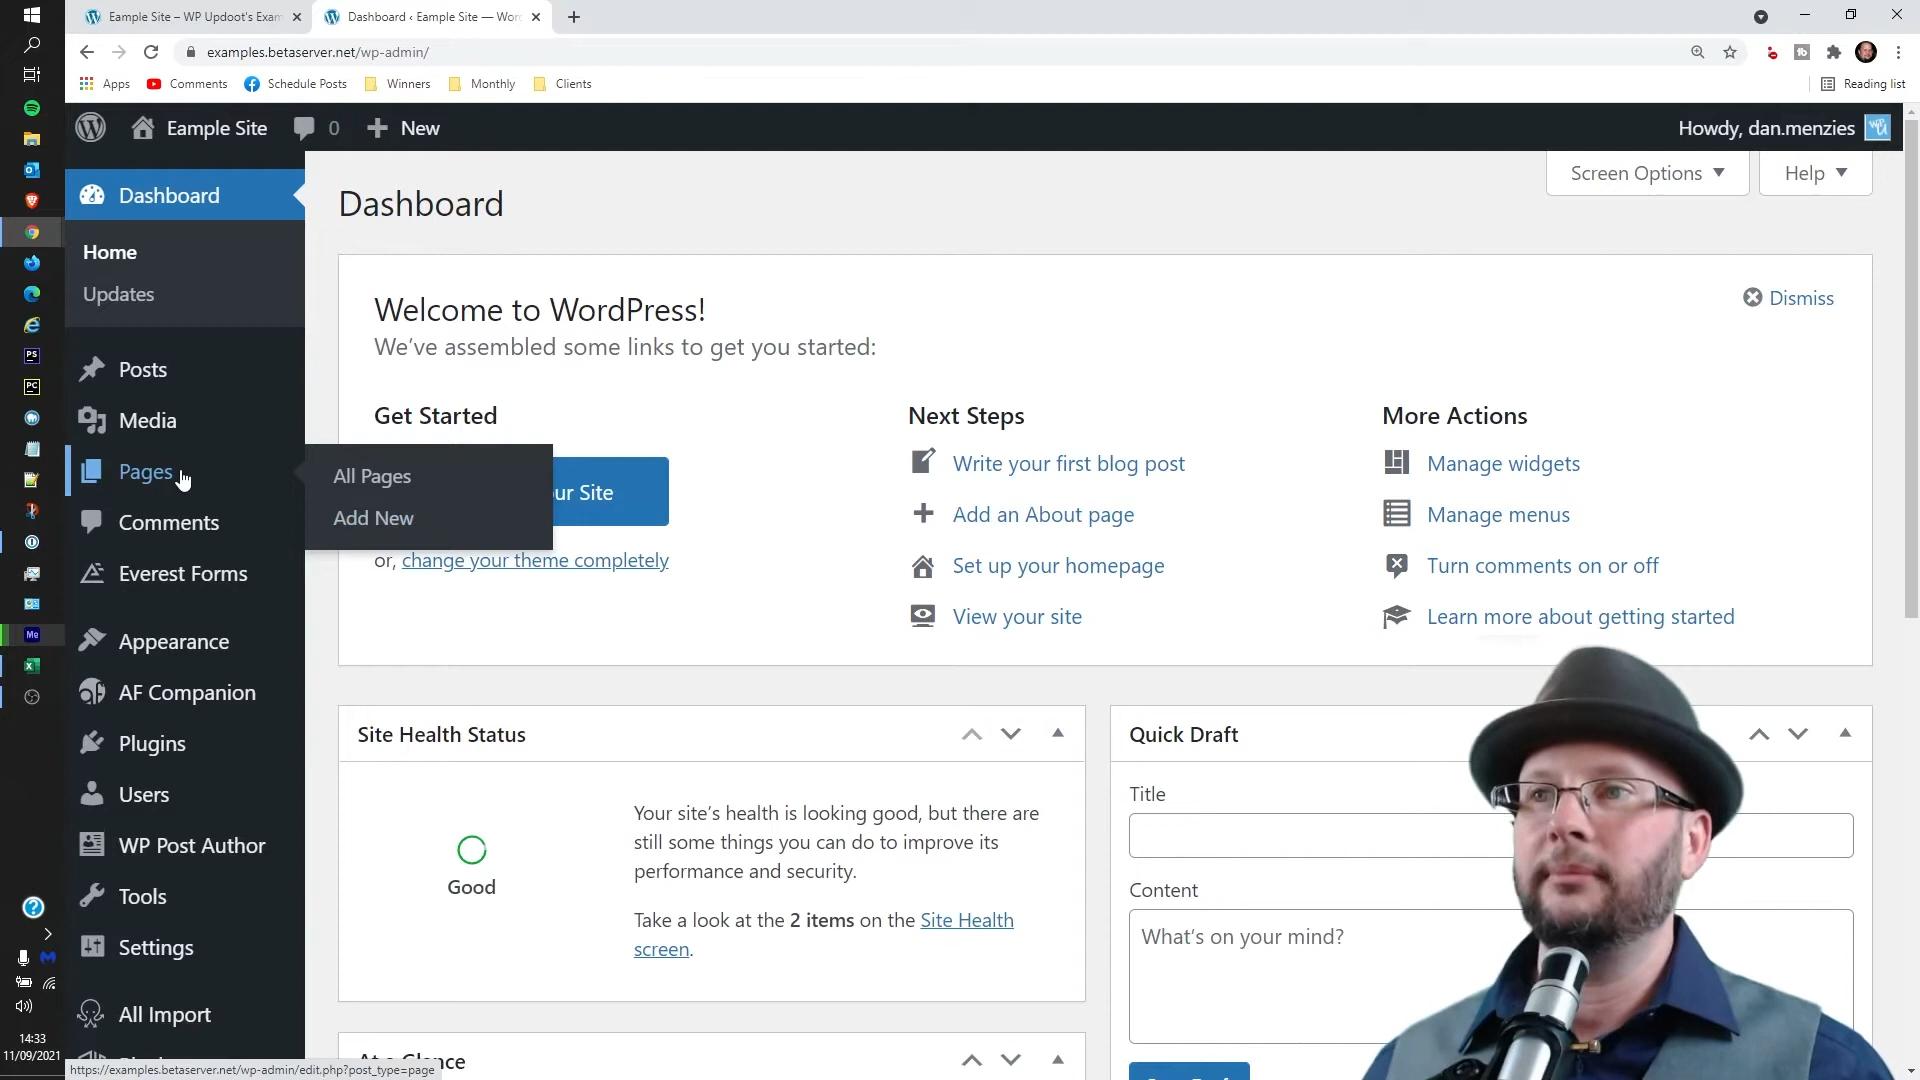 Eample Site – WP Updoot's Exam
Dashboard ‹ Eample Site — Wor
examples.betaserver.net/wp-admin/
Apps
Comments
Schedule Posts
Winners
Monthly
Clients
Reading list
Eample Site
0
New
Howdy, dan.menzies
Dashboard
Home
Updates
Posts
Media
Pages
Comments
Everest Forms
Appearance
AF Companion
Plugins
Users
WP Post Author
Tools
Settings
All Import
All Pages
Add New
Screen Options
Help
Dashboard
Welcome to WordPress!
We've assembled some links to get you started:
Dismiss
Get Started
ur Site
or, change your theme completely
Next Steps
Write your first blog post
Add an About page
Set up your homepage
View your site
More Actions
Manage widgets
Manage menus
Turn comments on or off
Learn more about getting started
Site Health Status
Good
Your site's health is looking good, but there are
still some things you can do to improve its
performance and security.
Take a look at the 2 items on the Site Health
screen.
Quick Draft
Title
Content
What's on your mind?
Glance
PS
PC
Me
14:33
11/09/2021
https://examples.betaserver.net/wp-admin/edit.php?post_type=page